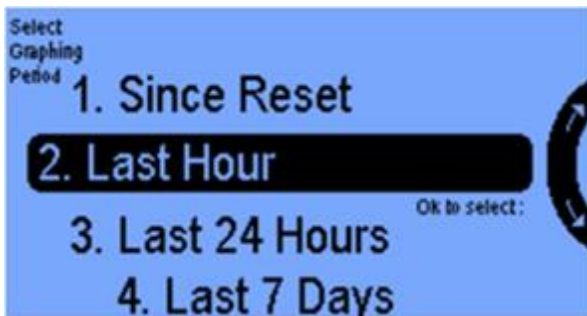 Select
Graphing
Period
1. Since Reset
2. Last Hour
Ok to select:
3. Last 24 Hours
4. Last 7 Days